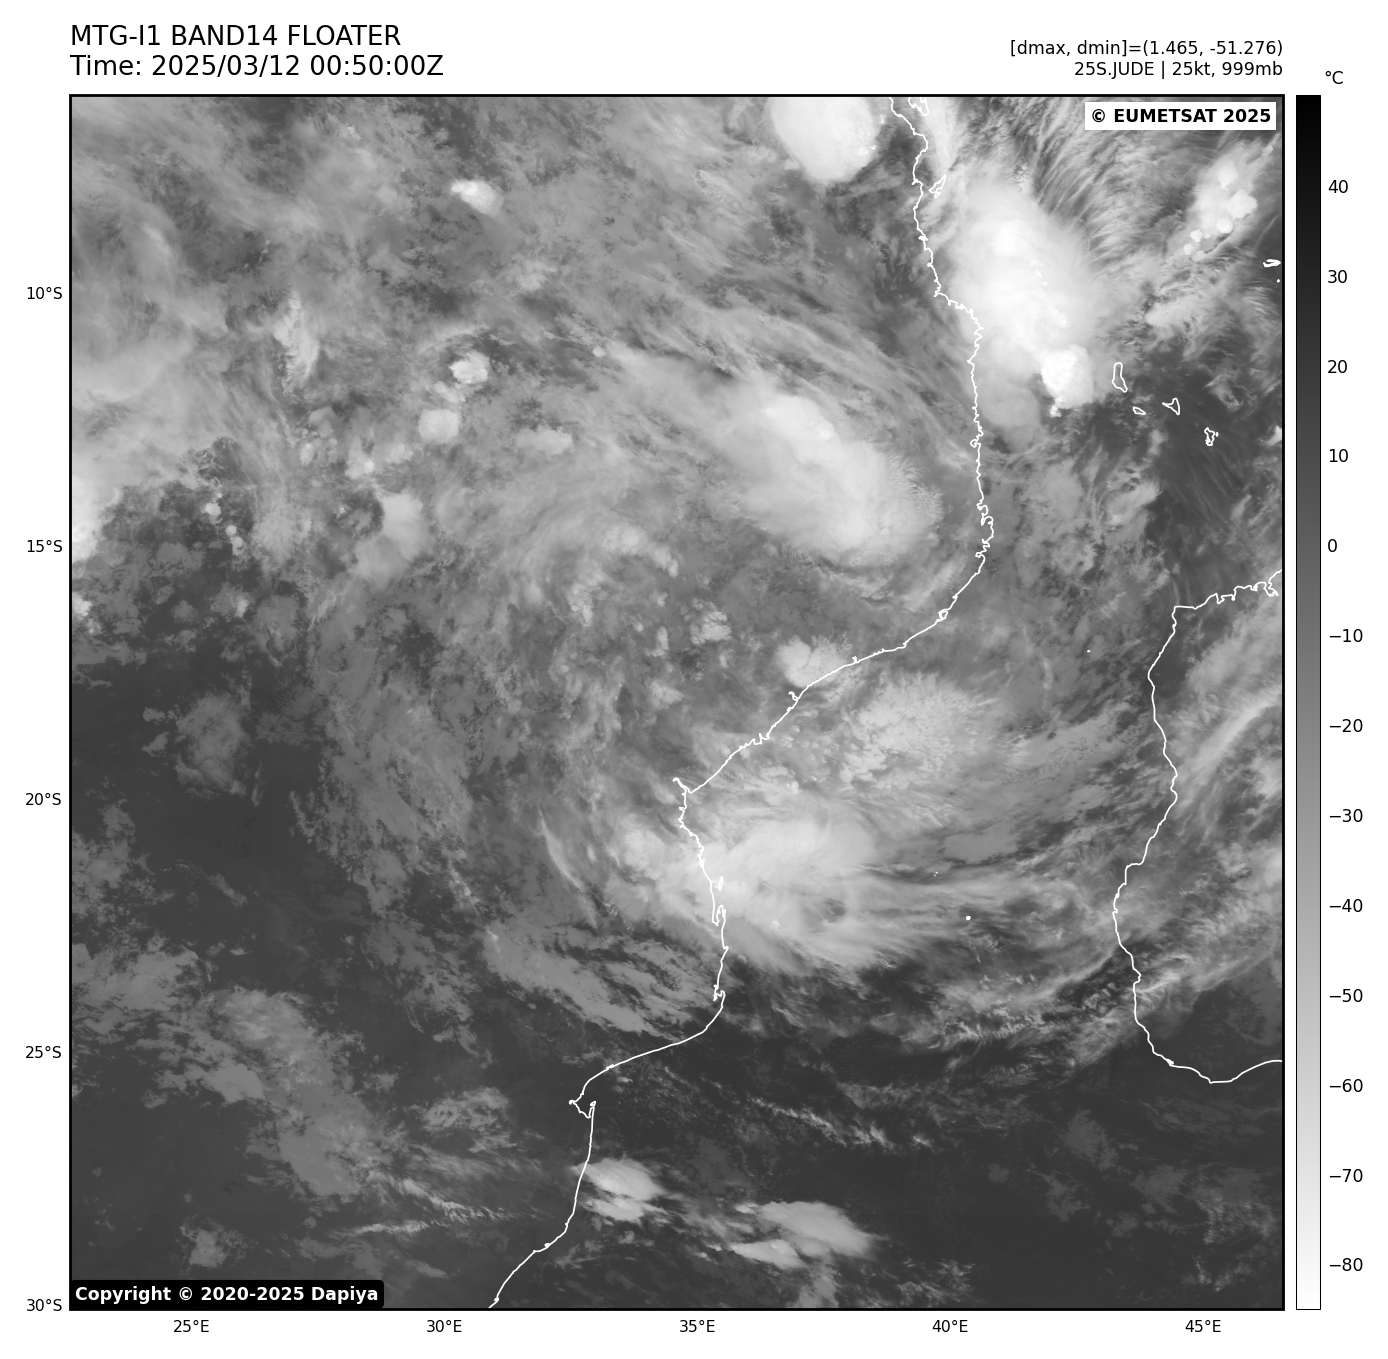 MTG-I1 BAND14 FLOATER
Time: 2025/03/12 00:50:00Z
[dmax, dmin]=(1.465, -51.276)
25S.JUDE | 25kt, 999mb
°C
© EUMETSAT 2025
40
30
20
10
0
−10
−20
−30
−40
−50
−60
−70
−80
10°S
15°S
20°S
25°S
30°S
Copyright © 2020-2025 Dapiya
25°E
30°E
35°E
40°E
45°E